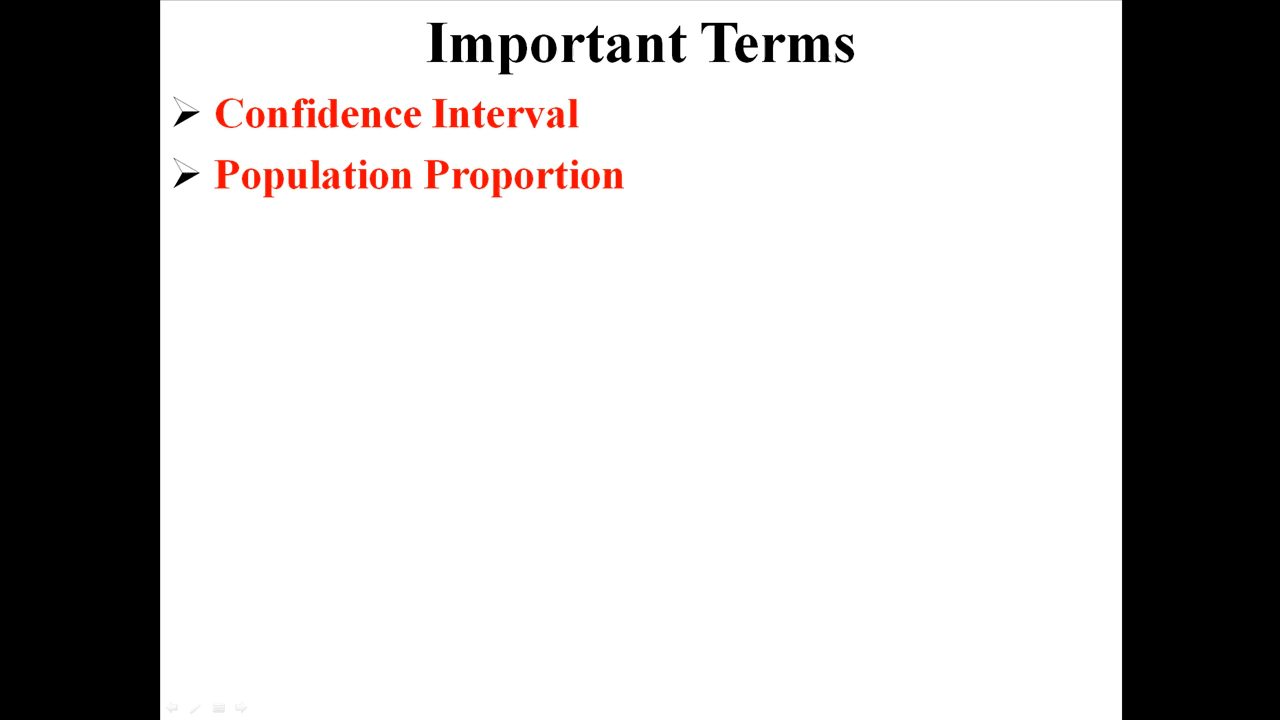 Important Terms
Confidence Interval
Population Proportion